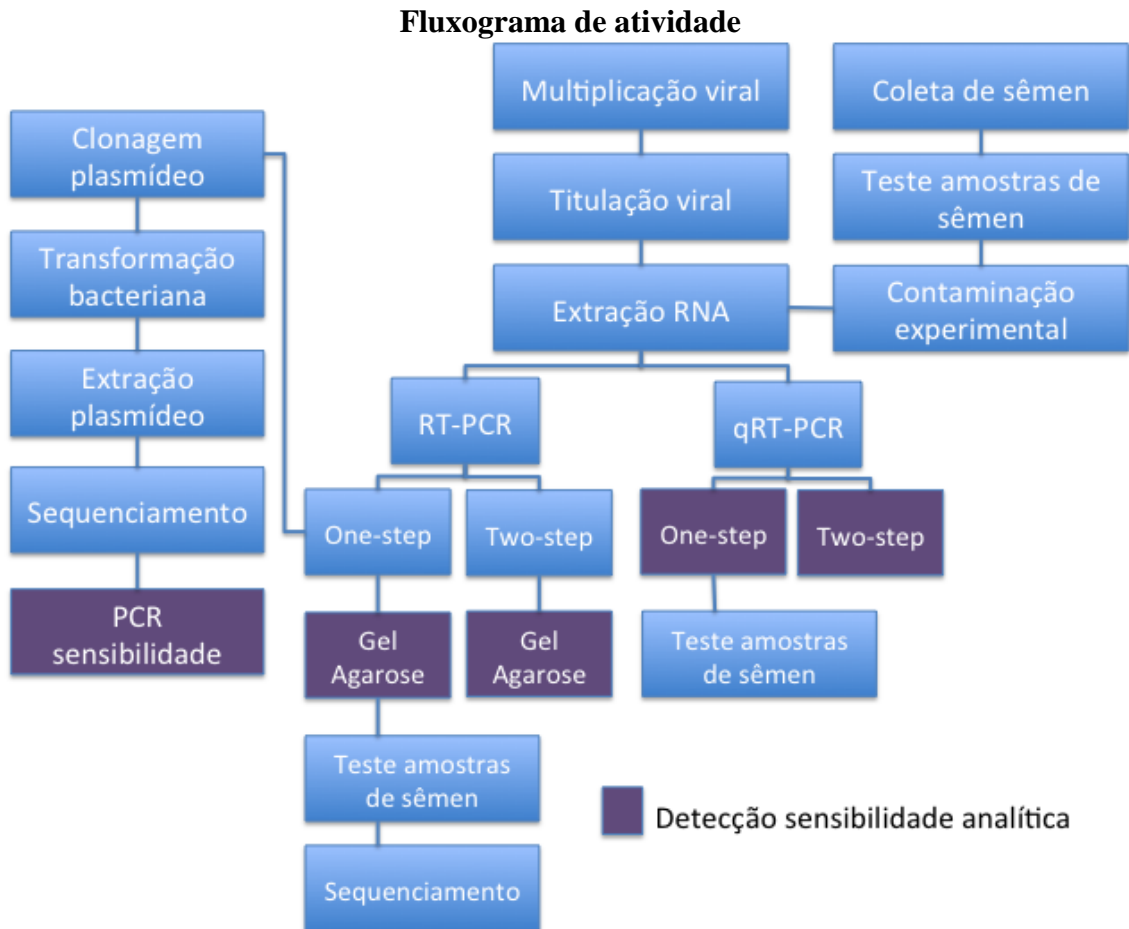 Fluxograma de atividade
Multiplicação viral
Coleta de sêmen
Clonagem
plasmídeo
Titulação viral
Teste amostras de
sêmen
Transformação
bacteriana
Extração RNA
Contaminação
experimental
Extração
plasmídeo
RT-PCR
qRT-PCR
Sequenciamento
One-step
Two-step
One-step
Two-step
PCR
sensibilidade
Gel
Agarose
Gel
Agarose
Teste amostras
de sêmen
Teste amostras
de sêmen
Detecção sensibilidade analítica
Sequenciamento